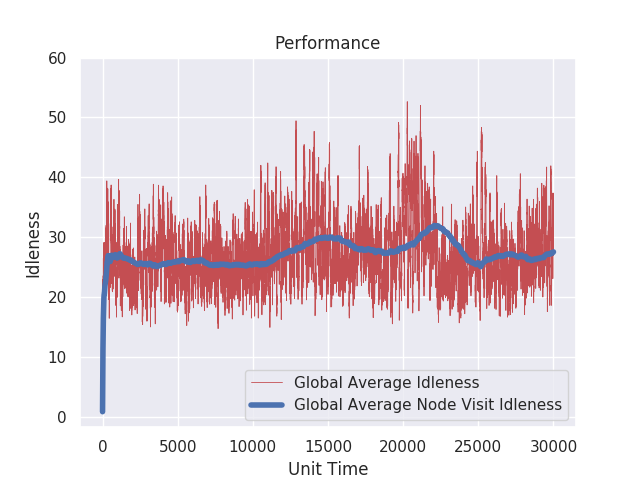 Performance
60
50
40
30
20
10
0
Idleness
0 5000 10000 15000 20000 25000 30000
Unit Time
Global Average Idleness
Global Average Node Visit Idleness